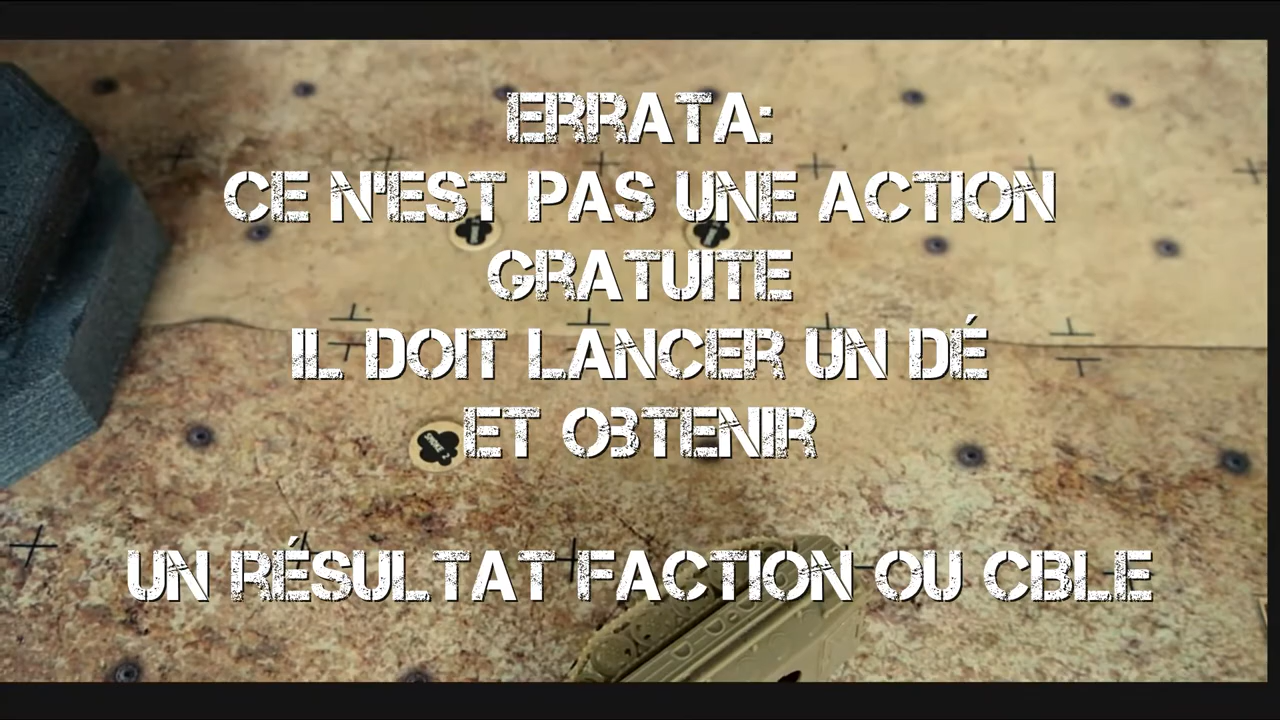 ERRATA:
CE N'EST PAS UNE ACTION
GRATUITE
IL DOIT LANCER UN DÉ
ET OBTENIR
UN RÉSULTAT FACTION OU CBLE